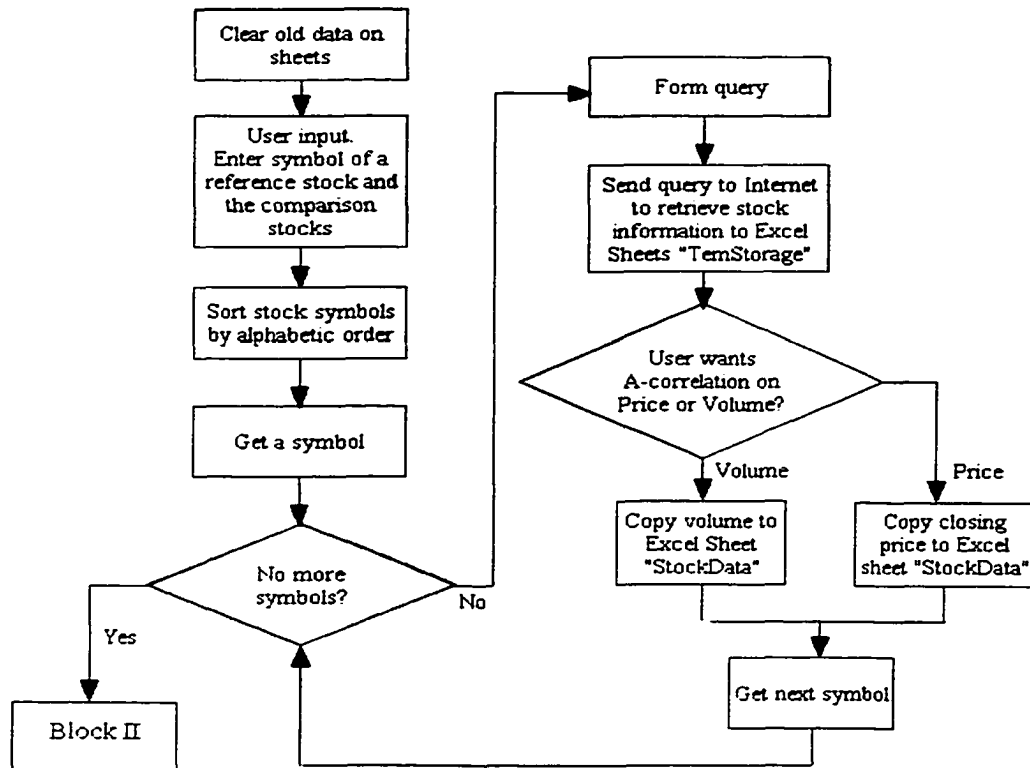 Clear old data on
sheets
User input.
Enter symbol of a
reference stock and
the comparison
stocks
Sort stock symbols
by alphabetic order
Get a symbol
No more
symbols?
Yes
No
Block II
Form query
Send query to Internet
to retrieve stock
information to Excel
Sheets "TemStorage"
User wants
A-correlation on
Price or Volume?
Volume
Price
Copy volume to
Excel Sheet
"StockData"
Copy closing
price to Excel
sheet "StockData"
Get next symbol